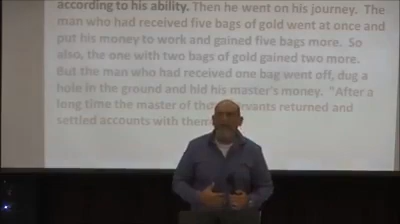 according to his ability. Then he went on his journey. The
man who had received five bags of gold went at once and
put his money to work and gained five bags more. So
also, the one with two bags of gold gained two more.
But the man who had received one bag went off, dug a
hole in the ground and hid his master's money. "After a
long time the master of those servants returned and
settled accounts with them